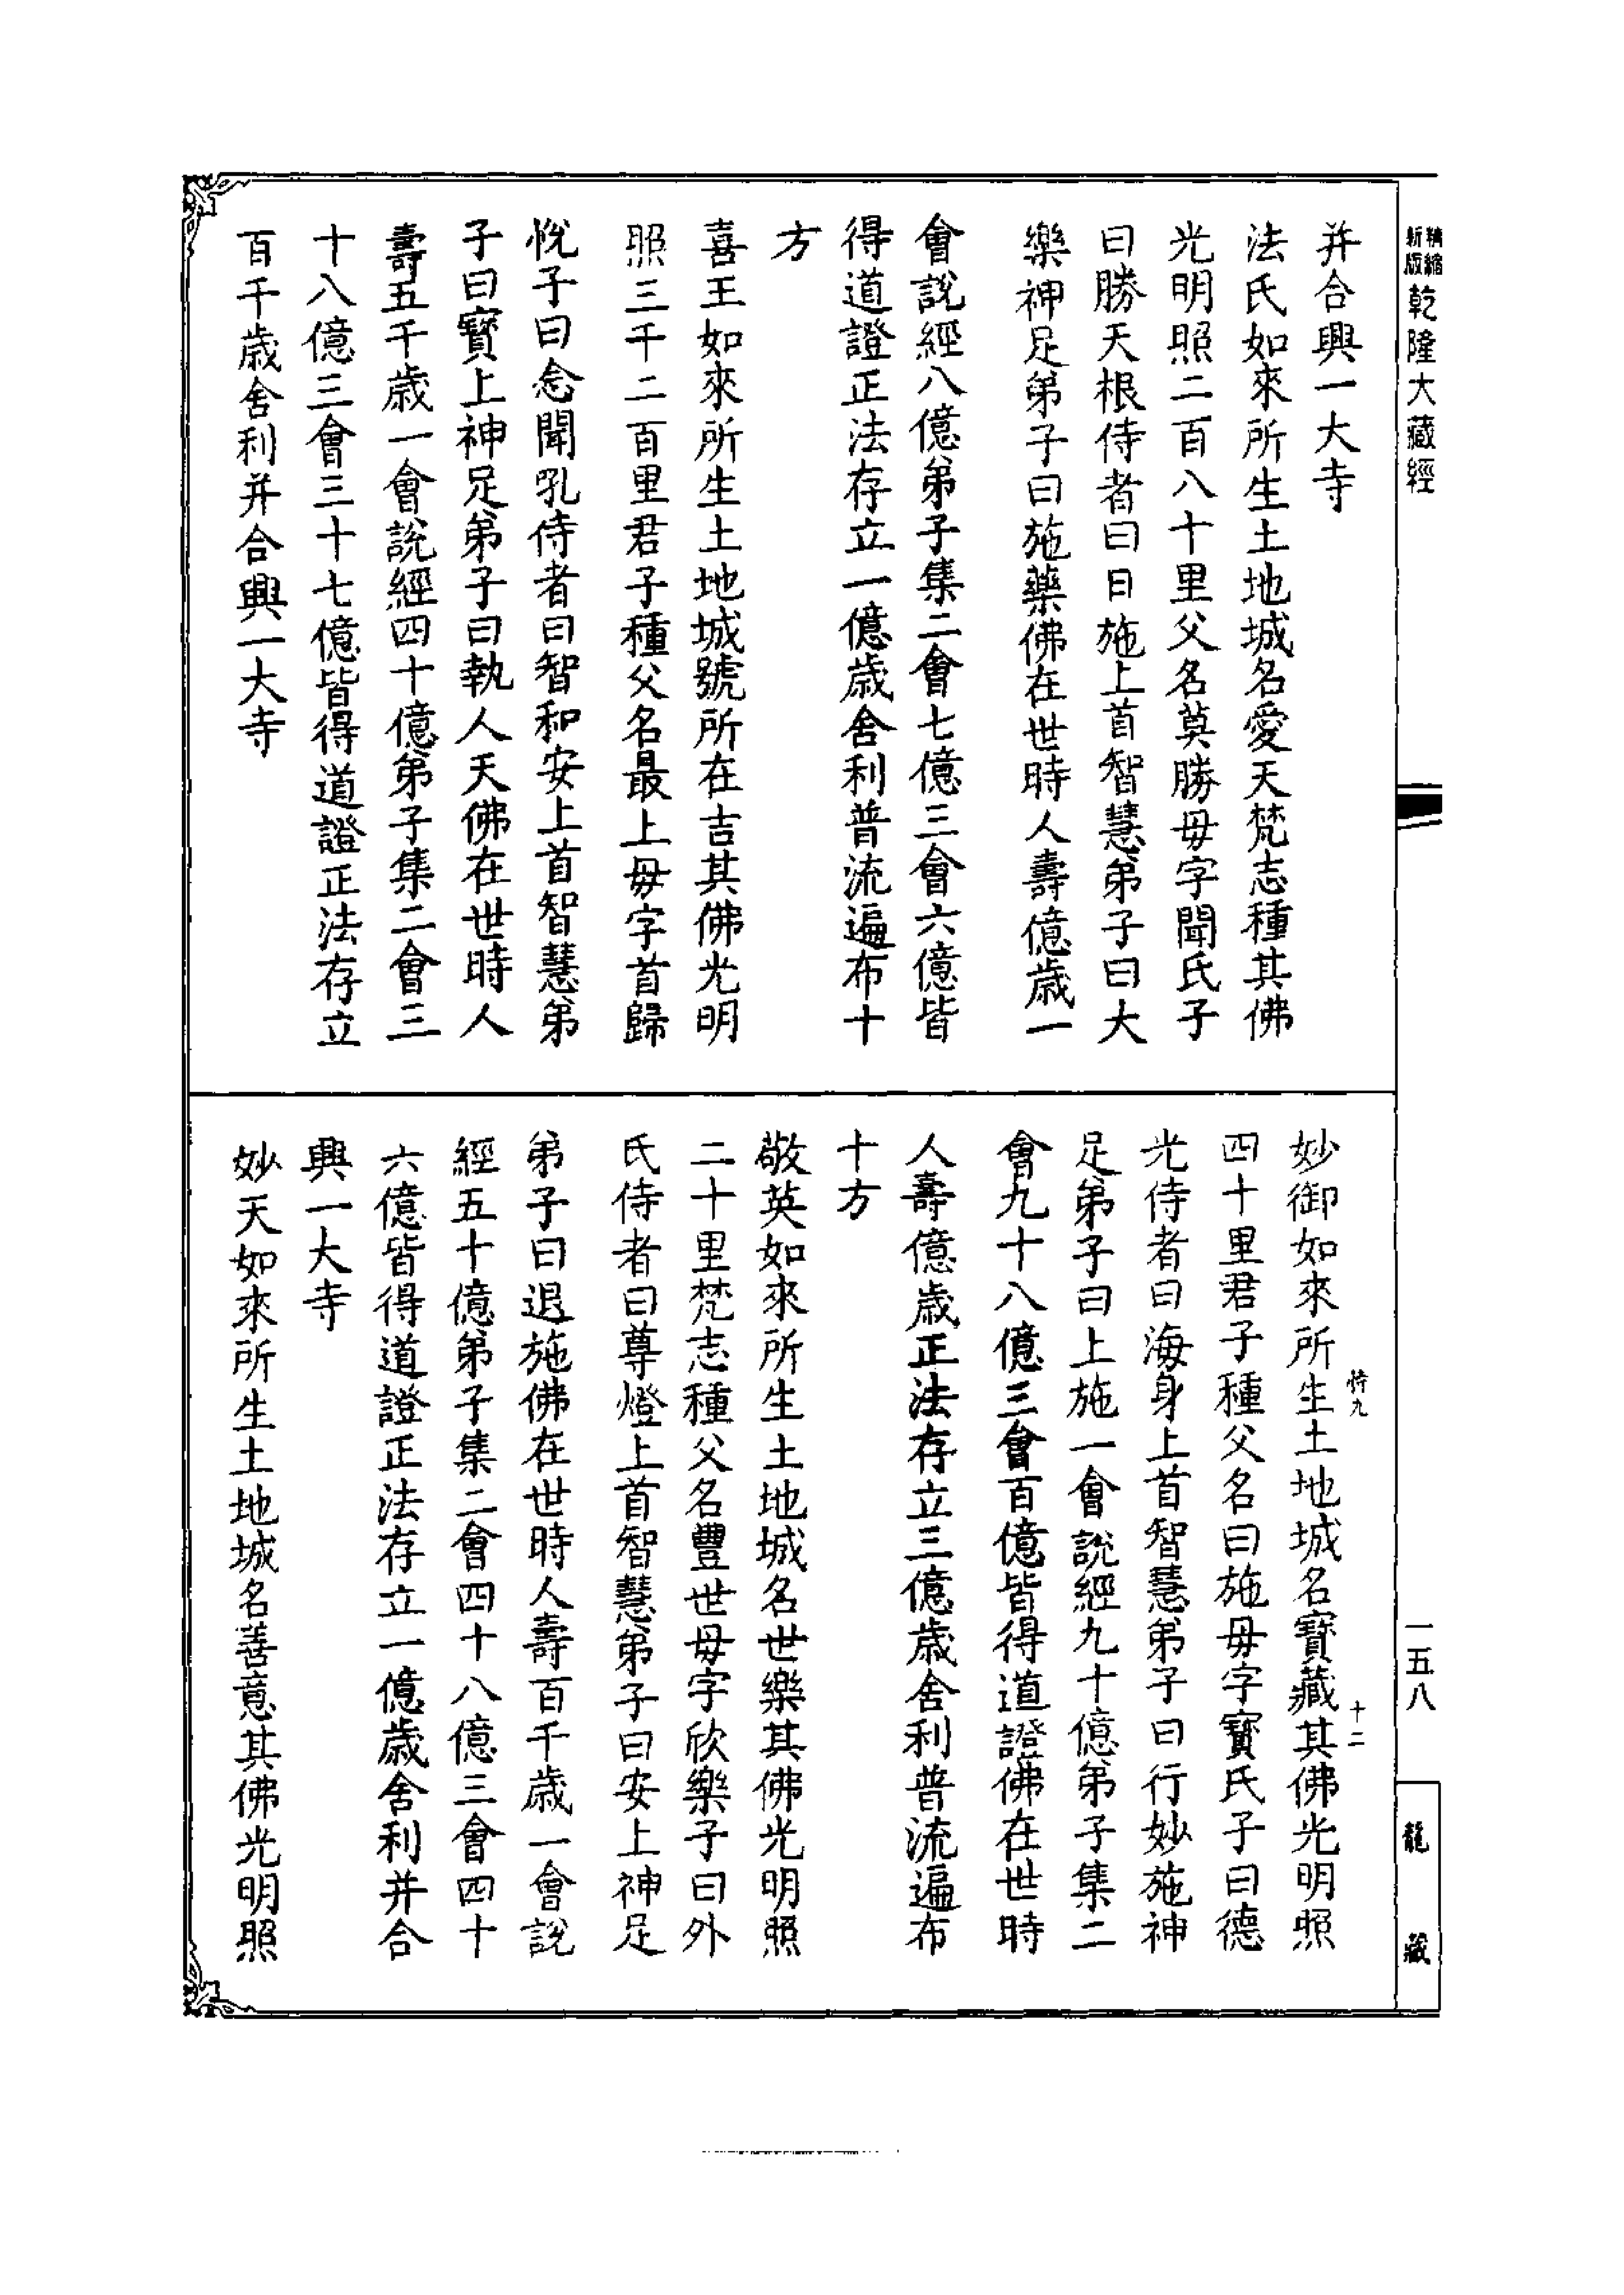 精縮新版乾隆大藏經
一五八
龍藏
并合興一大寺
法氏如來所生土地城名愛天梵志種其佛
光明照二百八十里父名莫勝毋字聞氏子
曰勝天根侍者曰日施上首智慧弟子曰大
樂神足弟子曰施藥佛在世時人壽億歲一
會說經八億弟子集二會七億三會六億皆
得道證正法存立一億歲舍利普流遍布十
方
喜王如來所生土地城號所在吉其佛光明
照三千二百里君子種父名最上毋字首歸
悅子曰念聞吼侍者曰智和安上首智慧弟
子曰寳上神足弟子曰執人天佛在世時人
壽五千歲一會說經四十億弟子集二會三
十八億三會三十七億皆得道證正法存立
百千歲舍利并合興一大寺
恃九
十二
妙御如來所生土地城名寳藏其佛光明照
四十里君子種父名曰施毋字寳氏子曰德
光侍者曰海身上首智慧弟子曰行妙施神
足弟子曰上施一會說經九十億弟子集二
會九十八億三會百億皆得道證佛在世時
人壽億歲正法存立三億歲舍利普流遍布
十方
敬英如來所生土地城名世樂其佛光明照
二十里梵志種父名豐世毋字欣樂子曰外
氏侍者曰尊燈上首智慧弟子曰安上神足
弟子曰退施佛在世時人壽百千歲一會說
經五十億弟子集二會四十八億三會四十
六億皆得道證正法存立一億歲舍利并合
興一大寺
妙天如來所生土地城名善意其佛光明照